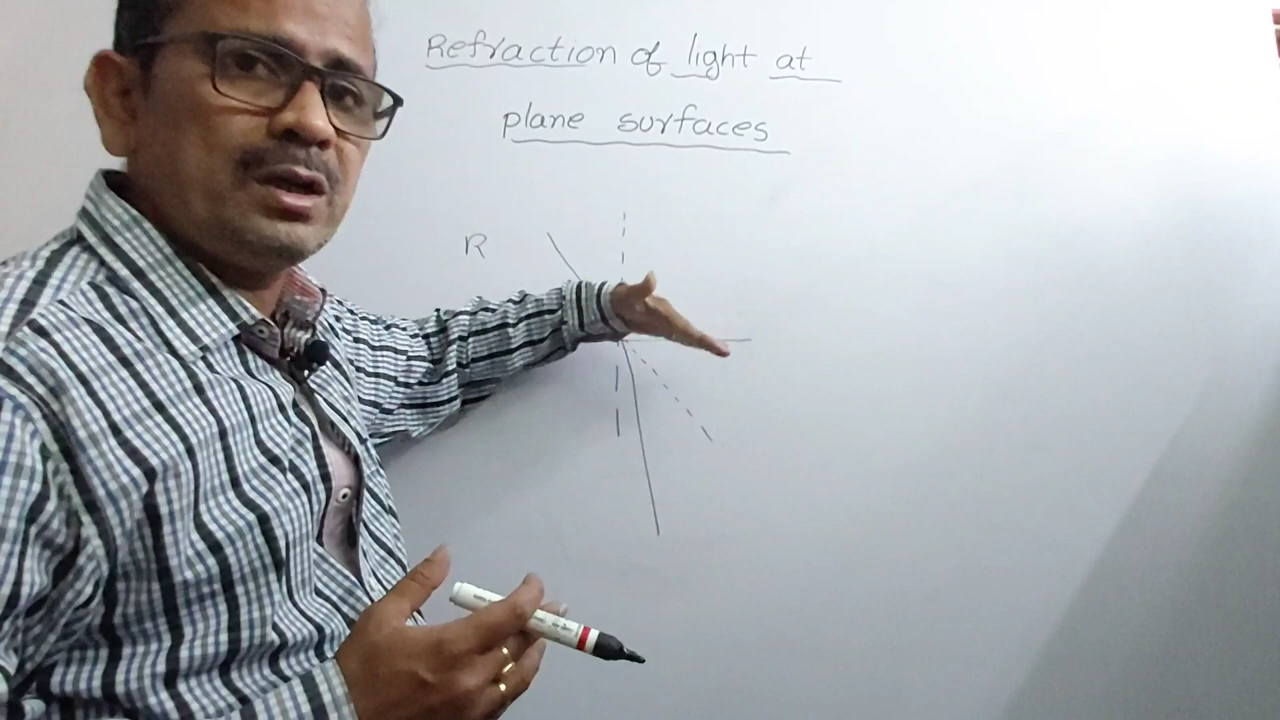 Refraction of light at
plane surfaces
R